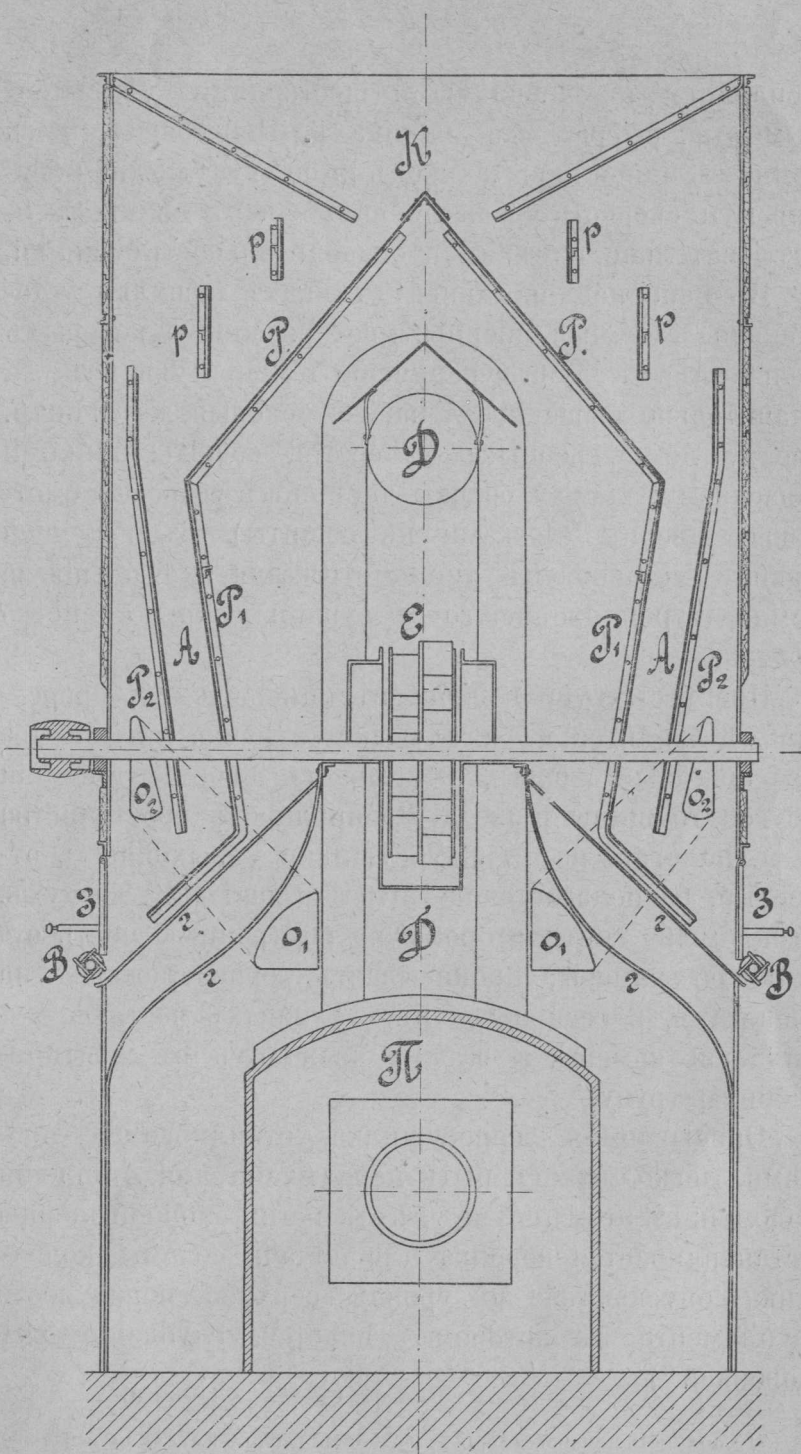 К
р р
р р
Р. Р.
Д
Е
Р₁ Р₁
А А
Р₂ Р₂
О₂ О₂
З З
г г
О₁ О₁
В Д В
г г
П